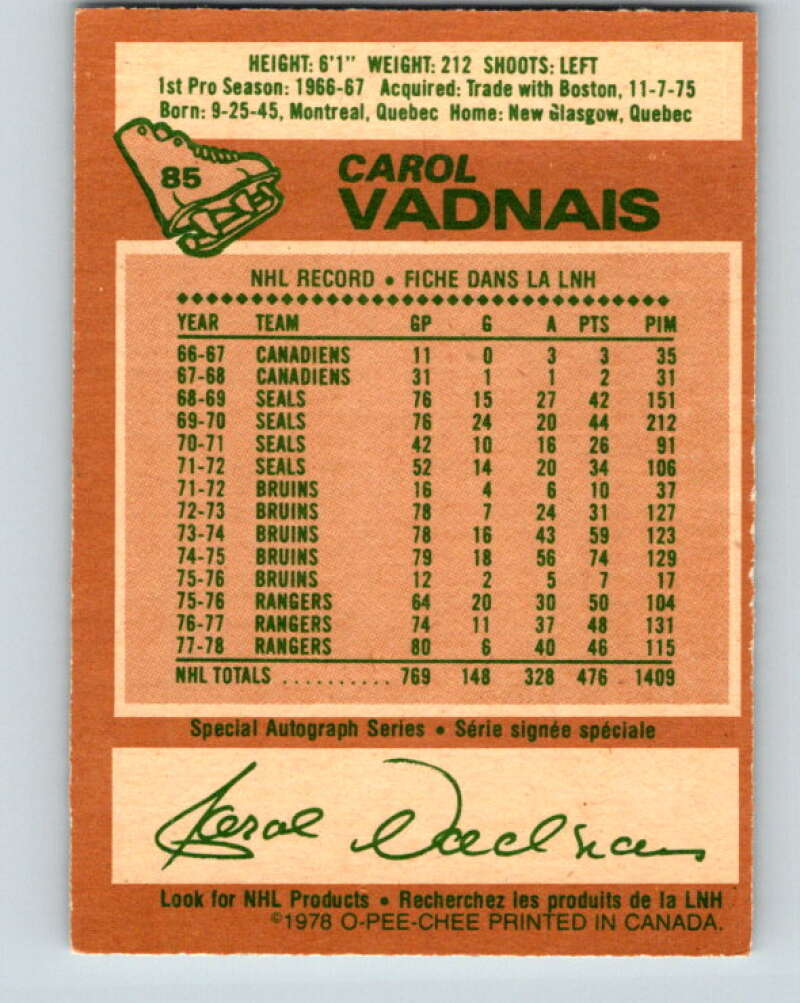 HEIGHT: 6'1" WEIGHT: 212 SHOOTS: LEFT
1st Pro Season: 1966-67 Acquired: Trade with Boston, 11-7-75
Born: 9-25-45, Montreal, Quebec Home: New Glasgow, Quebec
85
CAROL
VADNAIS
NHL RECORD • FICHE DANS LA LNH
YEAR TEAM GP G A PTS PIM
66-67 CANADIENS 11 0 3 3 35
67-68 CANADIENS 31 1 1 2 31
68-69 SEALS 76 15 27 42 151
69-70 SEALS 76 24 20 44 212
70-71 SEALS 42 10 16 26 91
71-72 SEALS 52 14 20 34 106
71-72 BRUINS 16 4 6 10 37
72-73 BRUINS 78 7 24 31 127
73-74 BRUINS 78 16 43 59 123
74-75 BRUINS 79 18 56 74 129
75-76 BRUINS 12 2 5 7 17
75-76 RANGERS 64 20 30 50 104
76-77 RANGERS 74 11 37 48 131
77-78 RANGERS 80 6 40 46 115
NHL TOTALS .......... 769 148 328 476 1409
Special Autograph Series • Série signée spéciale
Carol Vadnais
Look for NHL Products • Recherchez les produits de la LNH
©1978 O-PEE-CHEE PRINTED IN CANADA.